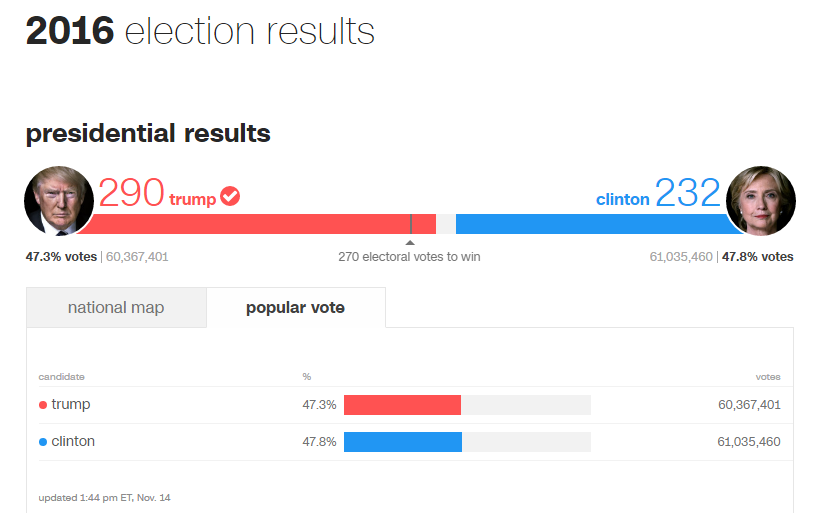 2016 election results
presidential results
290 trump
clinton 232
47.3% votes | 60,367,401
270 electoral votes to win
61,035,460 | 47.8% votes
national map
popular vote
candidate % votes
trump 47.3% 60,367,401
clinton 47.8% 61,035,460
updated 1:44 pm ET, Nov. 14